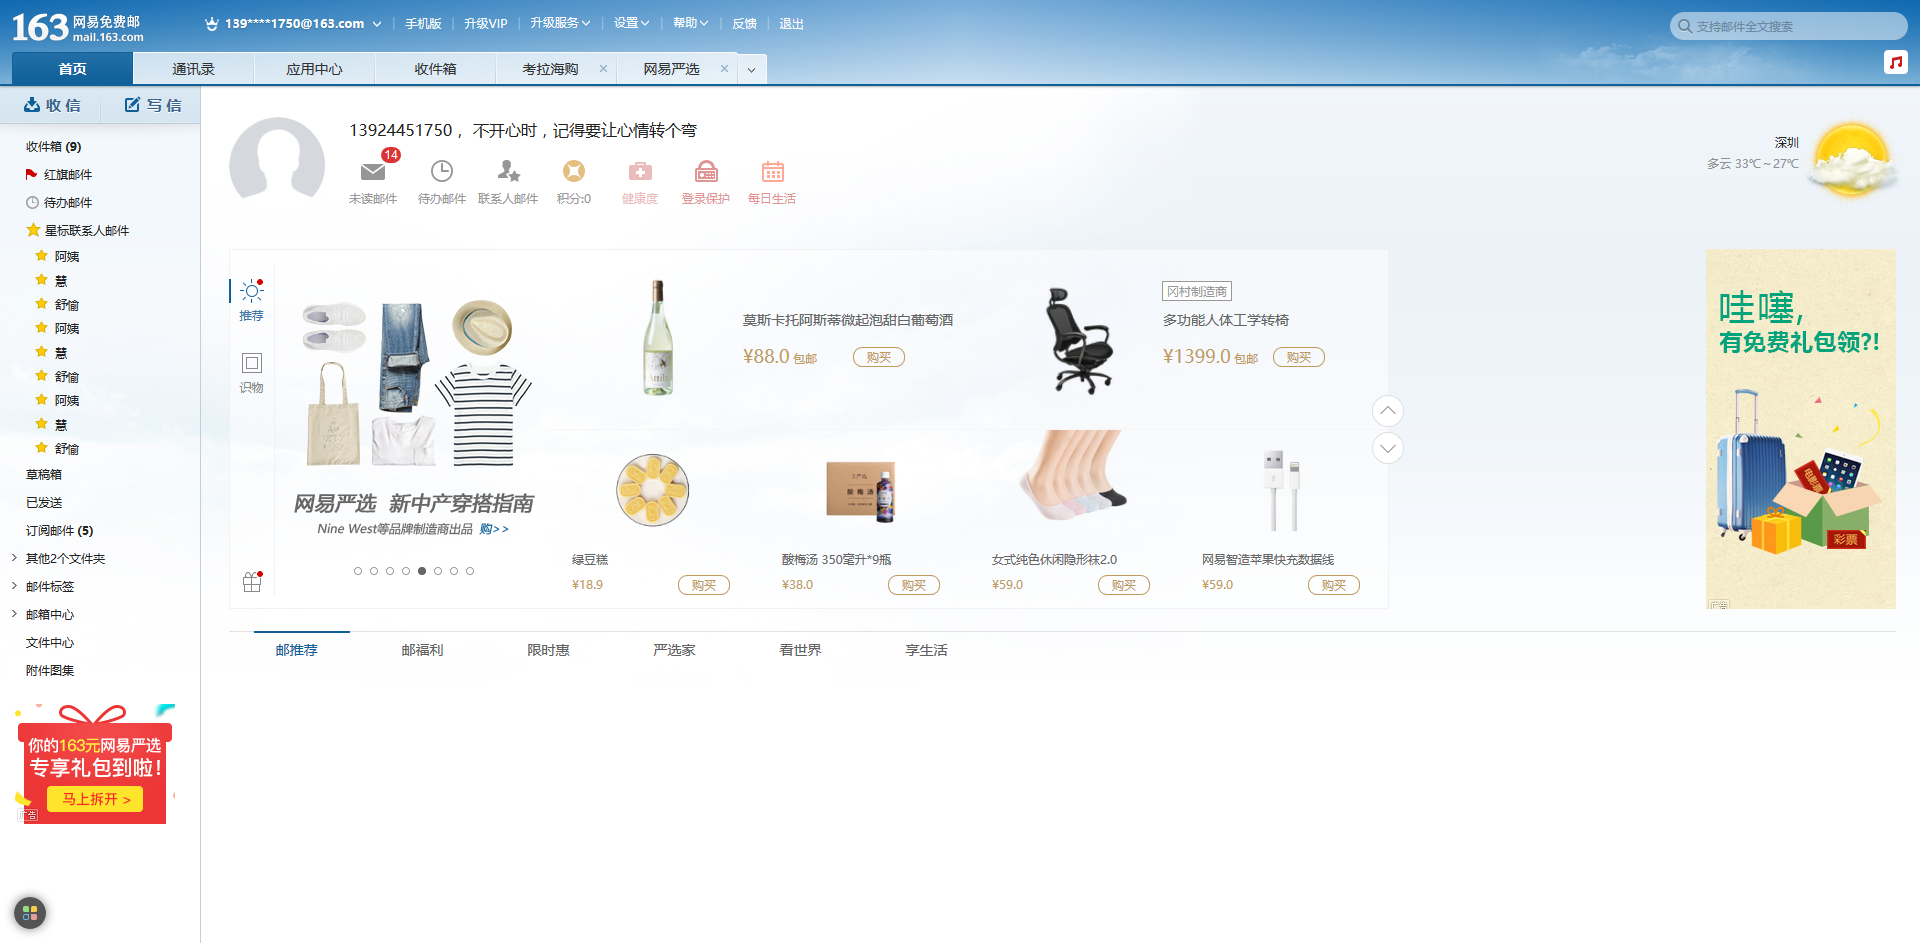 163 网易免费邮
mail.163.com
139****1750@163.com
手机版
升级VIP
升级服务
设置
帮助
反馈
退出
支持邮件全文搜索
首页
通讯录
应用中心
收件箱
考拉海购
网易严选
收信
写信
收件箱 (9)
红旗邮件
待办邮件
星标联系人邮件
阿姨
慧
舒愉
阿姨
慧
舒愉
阿姨
慧
舒愉
草稿箱
已发送
订阅邮件 (5)
其他2个文件夹
邮件标签
邮箱中心
文件中心
附件图集
你的163元网易严选
专享礼包到啦!
马上拆开 >
广告
13924451750， 不开心时，记得要让心情转个弯
14
未读邮件
待办邮件
联系人邮件
积分:0
健康度
登录保护
每日生活
深圳
多云 33℃～27℃
推荐
识物
网易严选 新中产穿搭指南
Nine West等品牌制造商出品 购>>
莫斯卡托阿斯蒂微起泡甜白葡萄酒
¥88.0 包邮
购买
冈村制造商
多功能人体工学转椅
¥1399.0 包邮
购买
绿豆糕
¥18.9
购买
酸梅汤 350毫升*9瓶
¥38.0
购买
女式纯色休闲隐形袜2.0
¥59.0
购买
网易智造苹果快充数据线
¥59.0
购买
哇噻,
有免费礼包领?!
电影票
彩票
广告
邮推荐
邮福利
限时惠
严选家
看世界
享生活